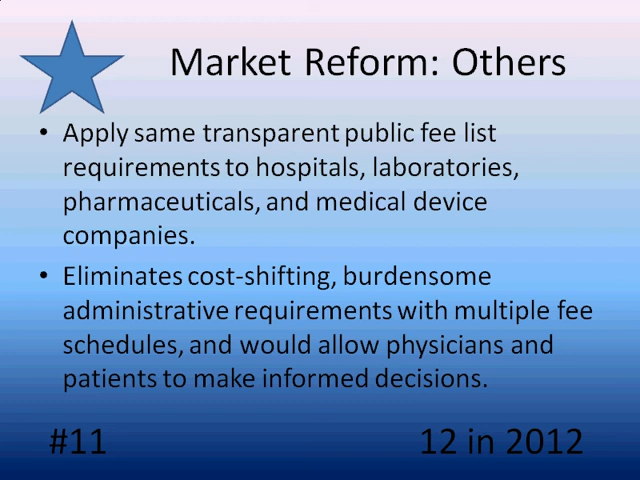 Market Reform: Others
• Apply same transparent public fee list
requirements to hospitals, laboratories,
pharmaceuticals, and medical device
companies.
• Eliminates cost-shifting, burdensome
administrative requirements with multiple fee
schedules, and would allow physicians and
patients to make informed decisions.
#11 12 in 2012